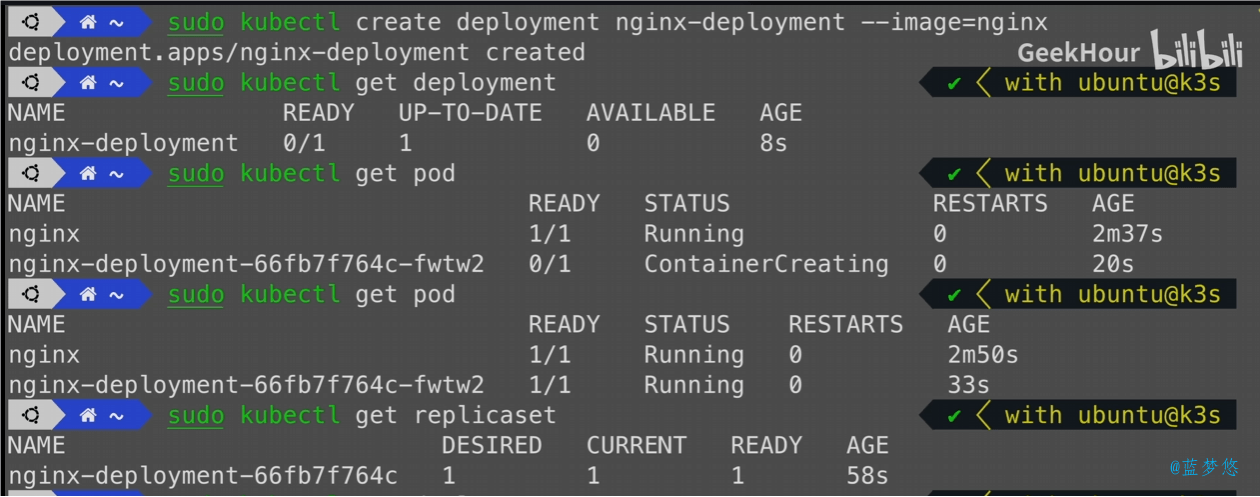 ~ sudo kubectl create deployment nginx-deployment --image=nginx
deployment.apps/nginx-deployment created
GeekHour bilibili
~ sudo kubectl get deployment ✔ with ubuntu@k3s
NAME READY UP-TO-DATE AVAILABLE AGE
nginx-deployment 0/1 1 0 8s
~ sudo kubectl get pod ✔ with ubuntu@k3s
NAME READY STATUS RESTARTS AGE
nginx 1/1 Running 0 2m37s
nginx-deployment-66fb7f764c-fwtw2 0/1 ContainerCreating 0 20s
~ sudo kubectl get pod ✔ with ubuntu@k3s
NAME READY STATUS RESTARTS AGE
nginx 1/1 Running 0 2m50s
nginx-deployment-66fb7f764c-fwtw2 1/1 Running 0 33s
~ sudo kubectl get replicaset ✔ with ubuntu@k3s
NAME DESIRED CURRENT READY AGE
nginx-deployment-66fb7f764c 1 1 1 58s
@蓝梦悠